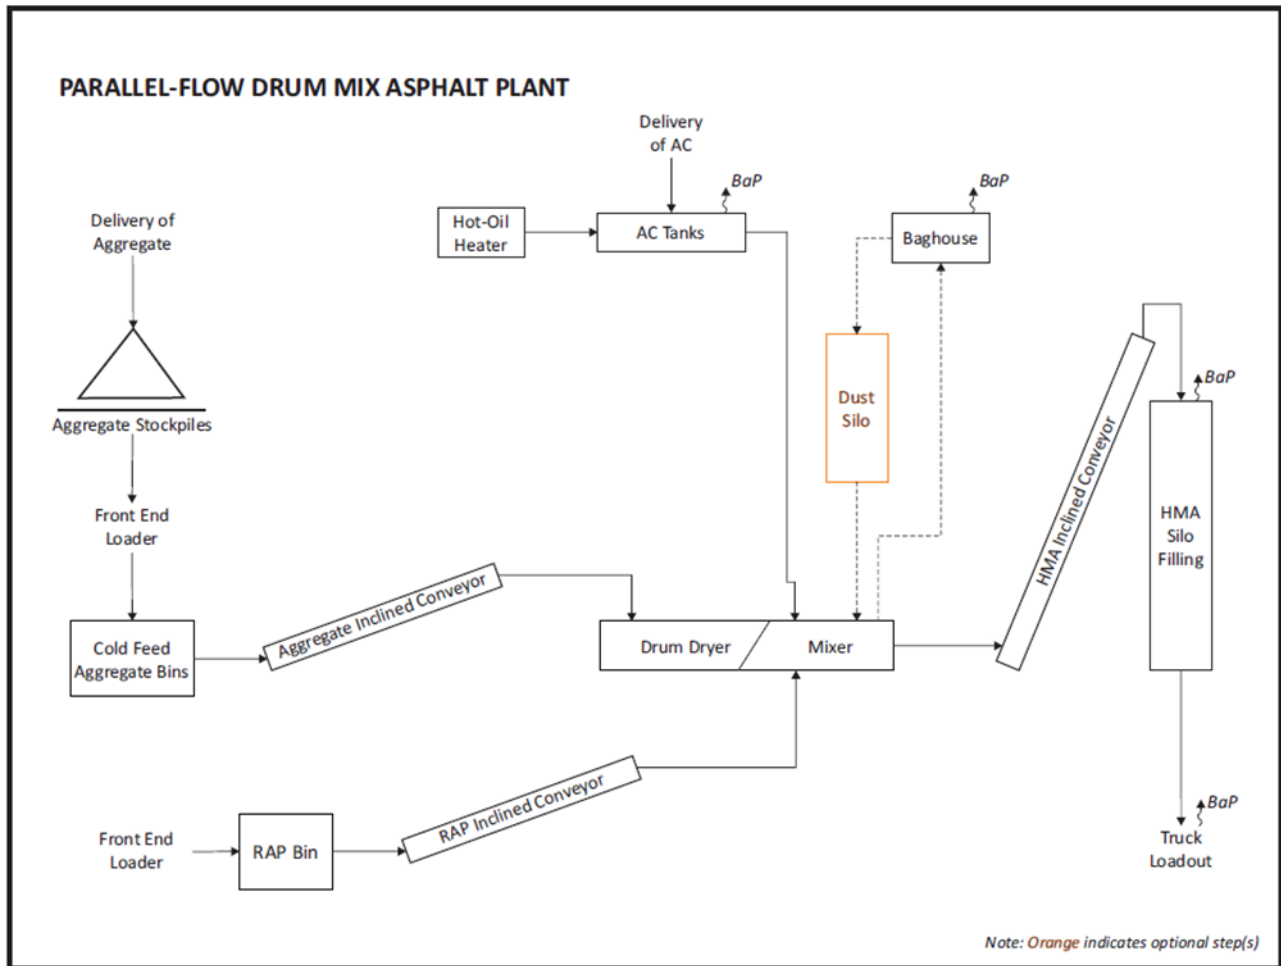 PARALLEL-FLOW DRUM MIX ASPHALT PLANT
Delivery
of AC
BaP
BaP
Delivery of
Aggregate
Hot-Oil
Heater
AC Tanks
Baghouse
Aggregate Stockpiles
Dust
Silo
BaP
HMA Inclined Conveyor
HMA
Silo
Filling
Front End
Loader
Aggregate Inclined Conveyor
Cold Feed
Aggregate Bins
Drum Dryer
Mixer
RAP Inclined Conveyor
Front End
Loader
RAP Bin
BaP
Truck
Loadout
Note: Orange indicates optional step(s)